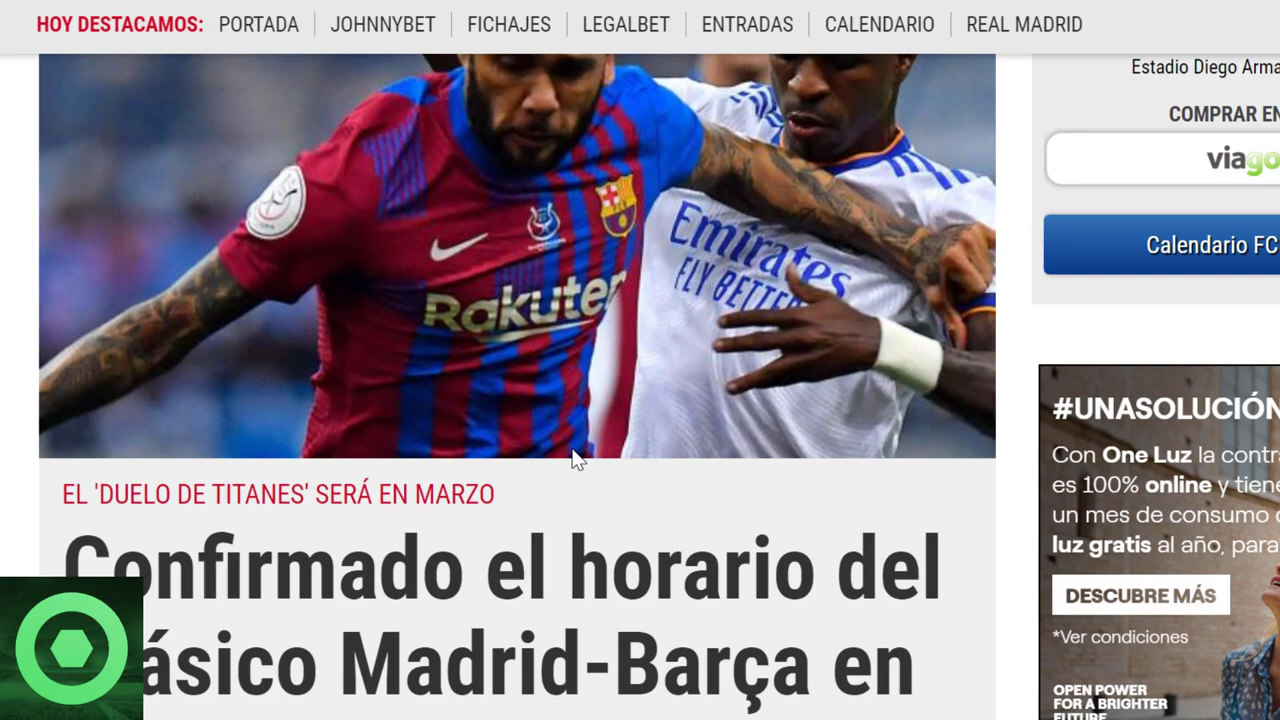 HOY DESTACAMOS: PORTADA JOHNNYBET FICHAJES LEGALBET ENTRADAS CALENDARIO REAL MADRID
Rakuten
Emirates
FLY BETTER
EL 'DUELO DE TITANES' SERÁ EN MARZO
Confirmado el horario del
ásico Madrid-Barça en
Estadio Diego Arma
COMPRAR EN
viago
Calendario FC
#UNASOLUCIÓN
Con One Luz la contr
es 100% online y tiene
un mes de consumo
luz gratis al año, para
DESCUBRE MÁS
*Ver condiciones
OPEN POWER
FOR A BRIGHTER
FUTURE